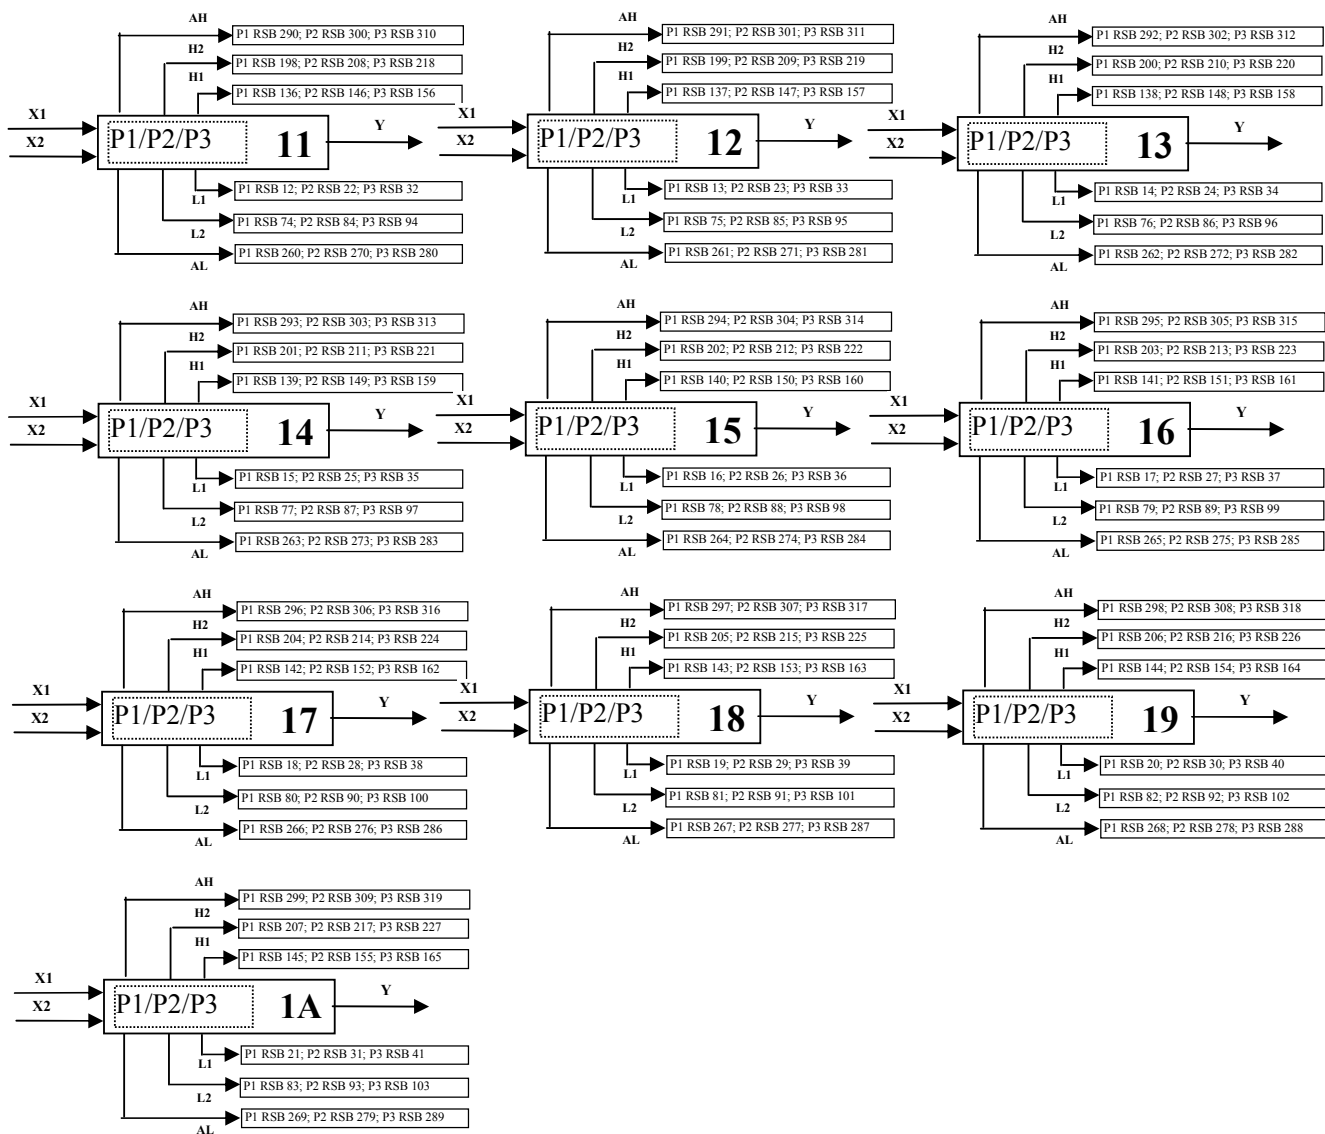 AH
P1 RSB 290; P2 RSB 300; P3 RSB 310
H2
P1 RSB 198; P2 RSB 208; P3 RSB 218
H1
P1 RSB 136; P2 RSB 146; P3 RSB 156
X1
X2
P1/P2/P3 11
Y
L1
P1 RSB 12; P2 RSB 22; P3 RSB 32
L2
P1 RSB 74; P2 RSB 84; P3 RSB 94
AL
P1 RSB 260; P2 RSB 270; P3 RSB 280
AH
P1 RSB 291; P2 RSB 301; P3 RSB 311
H2
P1 RSB 199; P2 RSB 209; P3 RSB 219
H1
P1 RSB 137; P2 RSB 147; P3 RSB 157
X1
X2
P1/P2/P3 12
Y
L1
P1 RSB 13; P2 RSB 23; P3 RSB 33
L2
P1 RSB 75; P2 RSB 85; P3 RSB 95
AL
P1 RSB 261; P2 RSB 271; P3 RSB 281
AH
P1 RSB 292; P2 RSB 302; P3 RSB 312
H2
P1 RSB 200; P2 RSB 210; P3 RSB 220
H1
P1 RSB 138; P2 RSB 148; P3 RSB 158
X1
X2
P1/P2/P3 13
Y
L1
P1 RSB 14; P2 RSB 24; P3 RSB 34
L2
P1 RSB 76; P2 RSB 86; P3 RSB 96
AL
P1 RSB 262; P2 RSB 272; P3 RSB 282
AH
P1 RSB 293; P2 RSB 303; P3 RSB 313
H2
P1 RSB 201; P2 RSB 211; P3 RSB 221
H1
P1 RSB 139; P2 RSB 149; P3 RSB 159
X1
X2
P1/P2/P3 14
Y
L1
P1 RSB 15; P2 RSB 25; P3 RSB 35
L2
P1 RSB 77; P2 RSB 87; P3 RSB 97
AL
P1 RSB 263; P2 RSB 273; P3 RSB 283
AH
P1 RSB 294; P2 RSB 304; P3 RSB 314
H2
P1 RSB 202; P2 RSB 212; P3 RSB 222
H1
P1 RSB 140; P2 RSB 150; P3 RSB 160
X1
X2
P1/P2/P3 15
Y
L1
P1 RSB 16; P2 RSB 26; P3 RSB 36
L2
P1 RSB 78; P2 RSB 88; P3 RSB 98
AL
P1 RSB 264; P2 RSB 274; P3 RSB 284
AH
P1 RSB 295; P2 RSB 305; P3 RSB 315
H2
P1 RSB 203; P2 RSB 213; P3 RSB 223
H1
P1 RSB 141; P2 RSB 151; P3 RSB 161
X1
X2
P1/P2/P3 16
Y
L1
P1 RSB 17; P2 RSB 27; P3 RSB 37
L2
P1 RSB 79; P2 RSB 89; P3 RSB 99
AL
P1 RSB 265; P2 RSB 275; P3 RSB 285
AH
P1 RSB 296; P2 RSB 306; P3 RSB 316
H2
P1 RSB 204; P2 RSB 214; P3 RSB 224
H1
P1 RSB 142; P2 RSB 152; P3 RSB 162
X1
X2
P1/P2/P3 17
Y
L1
P1 RSB 18; P2 RSB 28; P3 RSB 38
L2
P1 RSB 80; P2 RSB 90; P3 RSB 100
AL
P1 RSB 266; P2 RSB 276; P3 RSB 286
AH
P1 RSB 297; P2 RSB 307; P3 RSB 317
H2
P1 RSB 205; P2 RSB 215; P3 RSB 225
H1
P1 RSB 143; P2 RSB 153; P3 RSB 163
X1
X2
P1/P2/P3 18
Y
L1
P1 RSB 19; P2 RSB 29; P3 RSB 39
L2
P1 RSB 81; P2 RSB 91; P3 RSB 101
AL
P1 RSB 267; P2 RSB 277; P3 RSB 287
AH
P1 RSB 298; P2 RSB 308; P3 RSB 318
H2
P1 RSB 206; P2 RSB 216; P3 RSB 226
H1
P1 RSB 144; P2 RSB 154; P3 RSB 164
X1
X2
P1/P2/P3 19
Y
L1
P1 RSB 20; P2 RSB 30; P3 RSB 40
L2
P1 RSB 82; P2 RSB 92; P3 RSB 102
AL
P1 RSB 268; P2 RSB 278; P3 RSB 288
AH
P1 RSB 299; P2 RSB 309; P3 RSB 319
H2
P1 RSB 207; P2 RSB 217; P3 RSB 227
H1
P1 RSB 145; P2 RSB 155; P3 RSB 165
X1
X2
P1/P2/P3 1A
Y
L1
P1 RSB 21; P2 RSB 31; P3 RSB 41
L2
P1 RSB 83; P2 RSB 93; P3 RSB 103
AL
P1 RSB 269; P2 RSB 279; P3 RSB 289